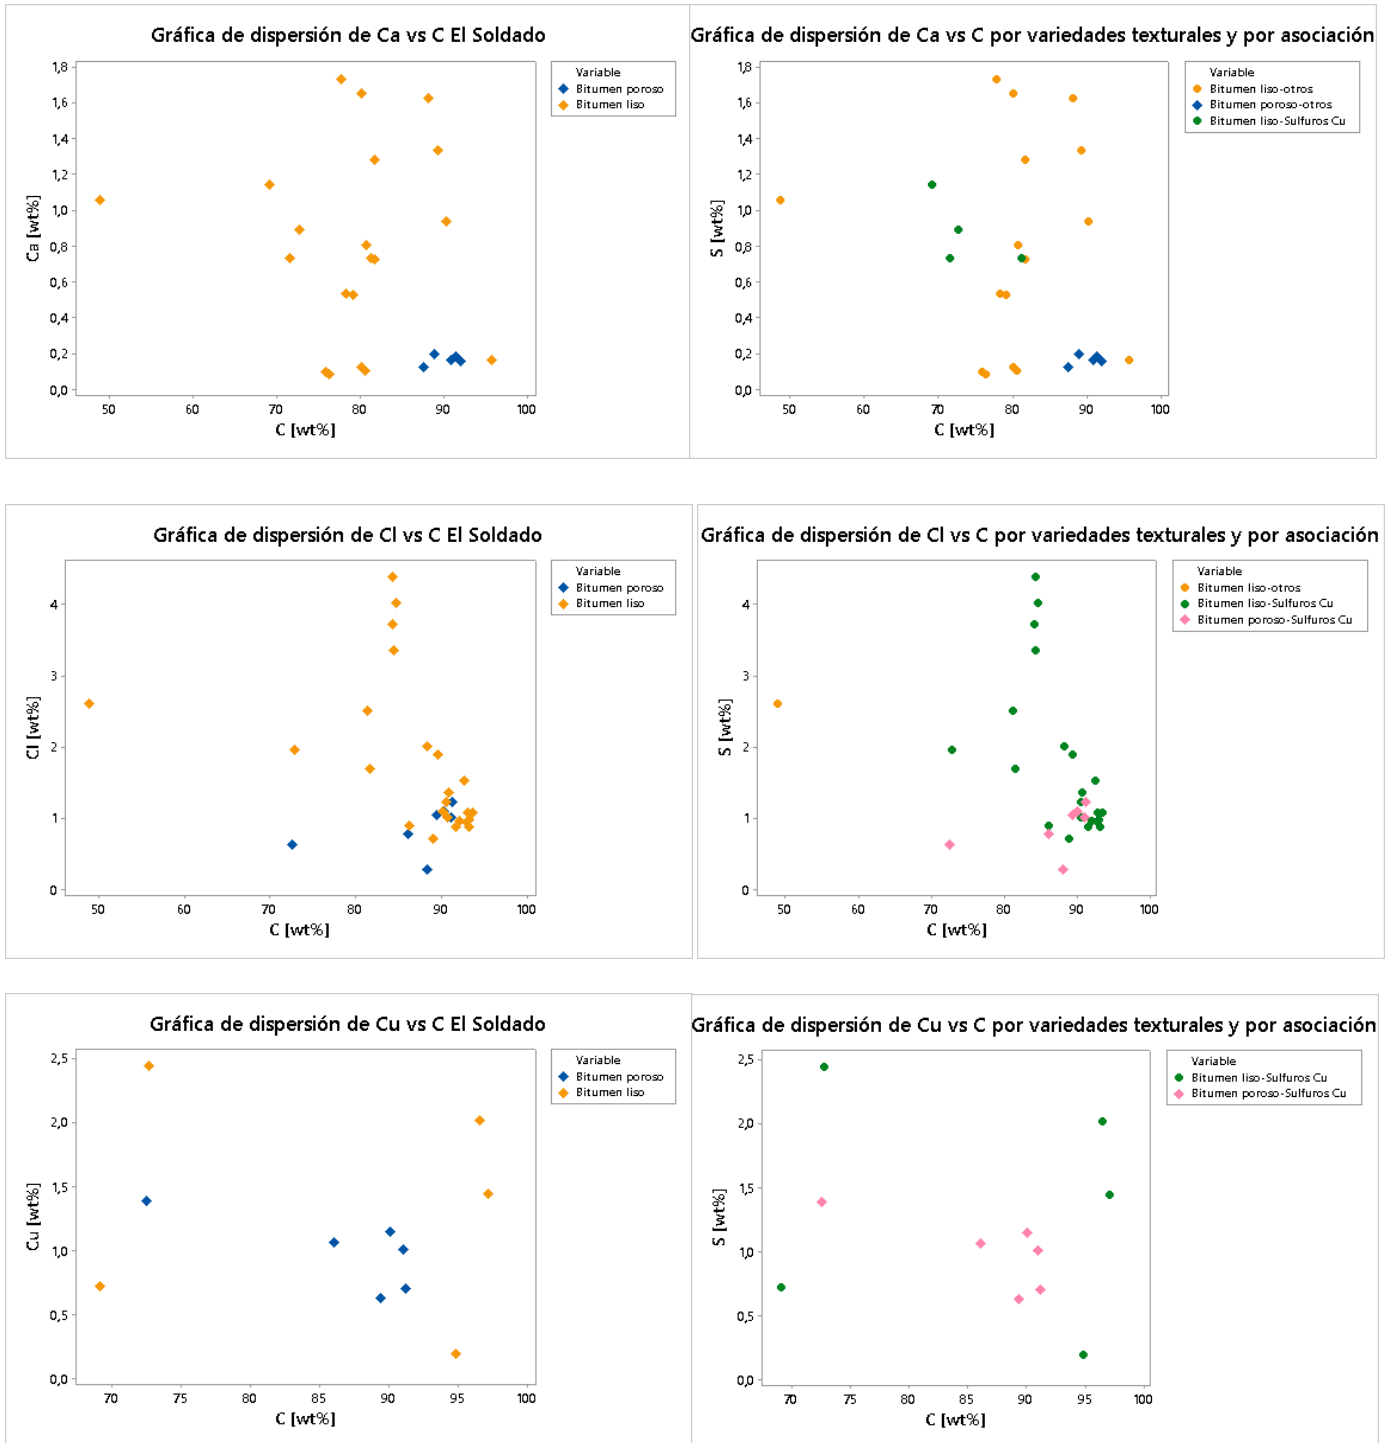 Gráfica de dispersión de Ca vs C El Soldado
1,8
1,6
1,4
1,2
1,0
0,8
0,6
0,4
0,2
0,0
Ca [wt%]
50 60 70 80 90 100
C [wt%]
Variable
Bitumen poroso
Bitumen liso
Gráfica de dispersión de Ca vs C por variedades texturales y por asociación
1,8
1,6
1,4
1,2
1,0
0,8
0,6
0,4
0,2
0,0
S [wt%]
50 60 70 80 90 100
C [wt%]
Variable
Bitumen liso-otros
Bitumen poroso-otros
Bitumen liso-Sulfuros Cu
Gráfica de dispersión de Cl vs C El Soldado
4
3
2
1
0
Cl [wt%]
50 60 70 80 90 100
C [wt%]
Variable
Bitumen poroso
Bitumen liso
Gráfica de dispersión de Cl vs C por variedades texturales y por asociación
4
3
2
1
0
S [wt%]
50 60 70 80 90 100
C [wt%]
Variable
Bitumen liso-otros
Bitumen liso-Sulfuros Cu
Bitumen poroso-Sulfuros Cu
Gráfica de dispersión de Cu vs C El Soldado
2,5
2,0
1,5
1,0
0,5
0,0
Cu [wt%]
70 75 80 85 90 95 100
C [wt%]
Variable
Bitumen poroso
Bitumen liso
Gráfica de dispersión de Cu vs C por variedades texturales y por asociación
2,5
2,0
1,5
1,0
0,5
0,0
S [wt%]
70 75 80 85 90 95 100
C [wt%]
Variable
Bitumen liso-Sulfuros Cu
Bitumen poroso-Sulfuros Cu